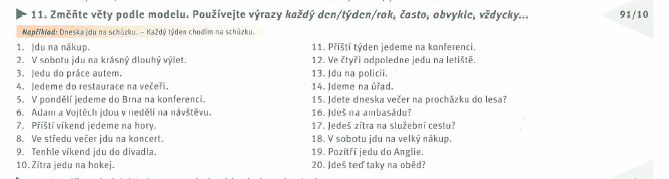 ▶ 11. Změňte věty podle modelu. Používejte výrazy každý den/týden/rok, často, obvykle, vždycky...
91/10
Například: Dneska jdu na schůzku. – Každý týden chodím na schůzku.
1. Jdu na nákup.
2. V sobotu jdu na krásný dlouhý výlet.
3. Jedu do práce autem.
4. Jedeme do restaurace na večeři.
5. V pondělí jedeme do Brna na konferenci.
6. Adam a Vojtěch jdou v neděli na návštěvu.
7. Příští víkend jedeme na hory.
8. Ve středu večer jdu na koncert.
9. Tenhle víkend jdu do divadla.
10. Zítra jedu na hokej.
11. Příští týden jedeme na konferenci.
12. Ve čtvrt odpoledne jedu na letiště.
13. Jdu na policii.
14. Jdeme na úřad.
15. Jdete dneska večer na procházku do lesa?
16. Jdeš na ambasádu?
17. Jedeš zítra na služební cestu?
18. V sobotu jdu na velký nákup.
19. Pozítří jedu do Anglie.
20. Jdeš teď taky na oběd?